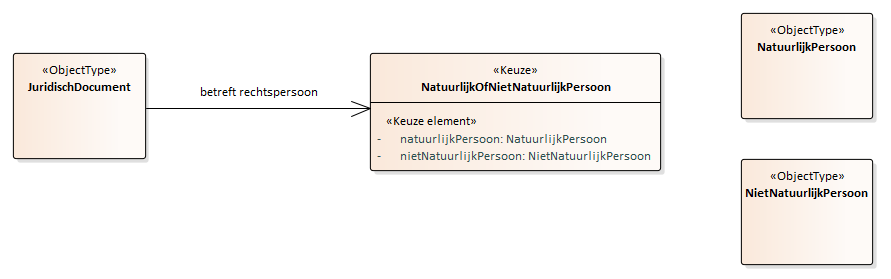 «ObjectType»
JuridischDocument
betreft rechtspersoon
«Keuze»
NatuurlijkOfNietNatuurlijkPersoon
«Keuze element»
- natuurlijkPersoon: NatuurlijkPersoon
- nietNatuurlijkPersoon: NietNatuurlijkPersoon
«ObjectType»
NatuurlijkPersoon
«ObjectType»
NietNatuurlijkPersoon